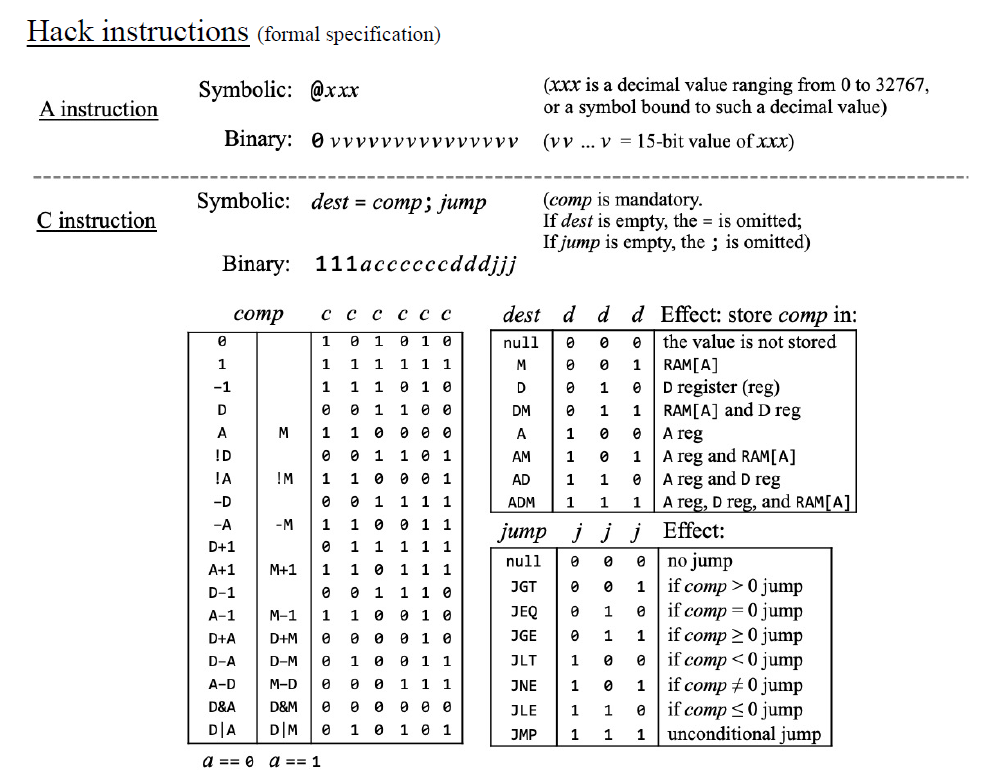 Hack instructions (formal specification)
A instruction
Symbolic: @xxx (xxx is a decimal value ranging from 0 to 32767,
or a symbol bound to such a decimal value)
Binary: 0 vvvvvvvvvvvvvvv (vv ... v = 15-bit value of xxx)
C instruction
Symbolic: dest = comp ; jump (comp is mandatory.
If dest is empty, the = is omitted;
If jump is empty, the ; is omitted)
Binary: 111accccccdddjjj
comp c c c c c c
0 1 0 1 0 1 0
1 1 1 1 1 1 1
-1 1 1 1 0 1 0
D 0 0 1 1 0 0
A M 1 1 0 0 0 0
!D 0 0 1 1 0 1
!A !M 1 1 0 0 0 1
-D 0 0 1 1 1 1
-A -M 1 1 0 0 1 1
D+1 0 1 1 1 1 1
A+1 M+1 1 1 0 1 1 1
D-1 0 0 1 1 1 0
A-1 M-1 1 1 0 0 1 0
D+A D+M 0 0 0 0 1 0
D-A D-M 0 1 0 0 1 1
A-D M-D 0 0 0 1 1 1
D&A D&M 0 0 0 0 0 0
D|A D|M 0 1 0 1 0 1
a == 0 a == 1
dest d d d Effect: store comp in:
null 0 0 0 the value is not stored
M 0 0 1 RAM[A]
D 0 1 0 D register (reg)
DM 0 1 1 RAM[A] and D reg
A 1 0 0 A reg
AM 1 0 1 A reg and RAM[A]
AD 1 1 0 A reg and D reg
ADM 1 1 1 A reg, D reg, and RAM[A]
jump j j j Effect:
null 0 0 0 no jump
JGT 0 0 1 if comp > 0 jump
JEQ 0 1 0 if comp = 0 jump
JGE 0 1 1 if comp ≥ 0 jump
JLT 1 0 0 if comp < 0 jump
JNE 1 0 1 if comp ≠ 0 jump
JLE 1 1 0 if comp ≤ 0 jump
JMP 1 1 1 unconditional jump